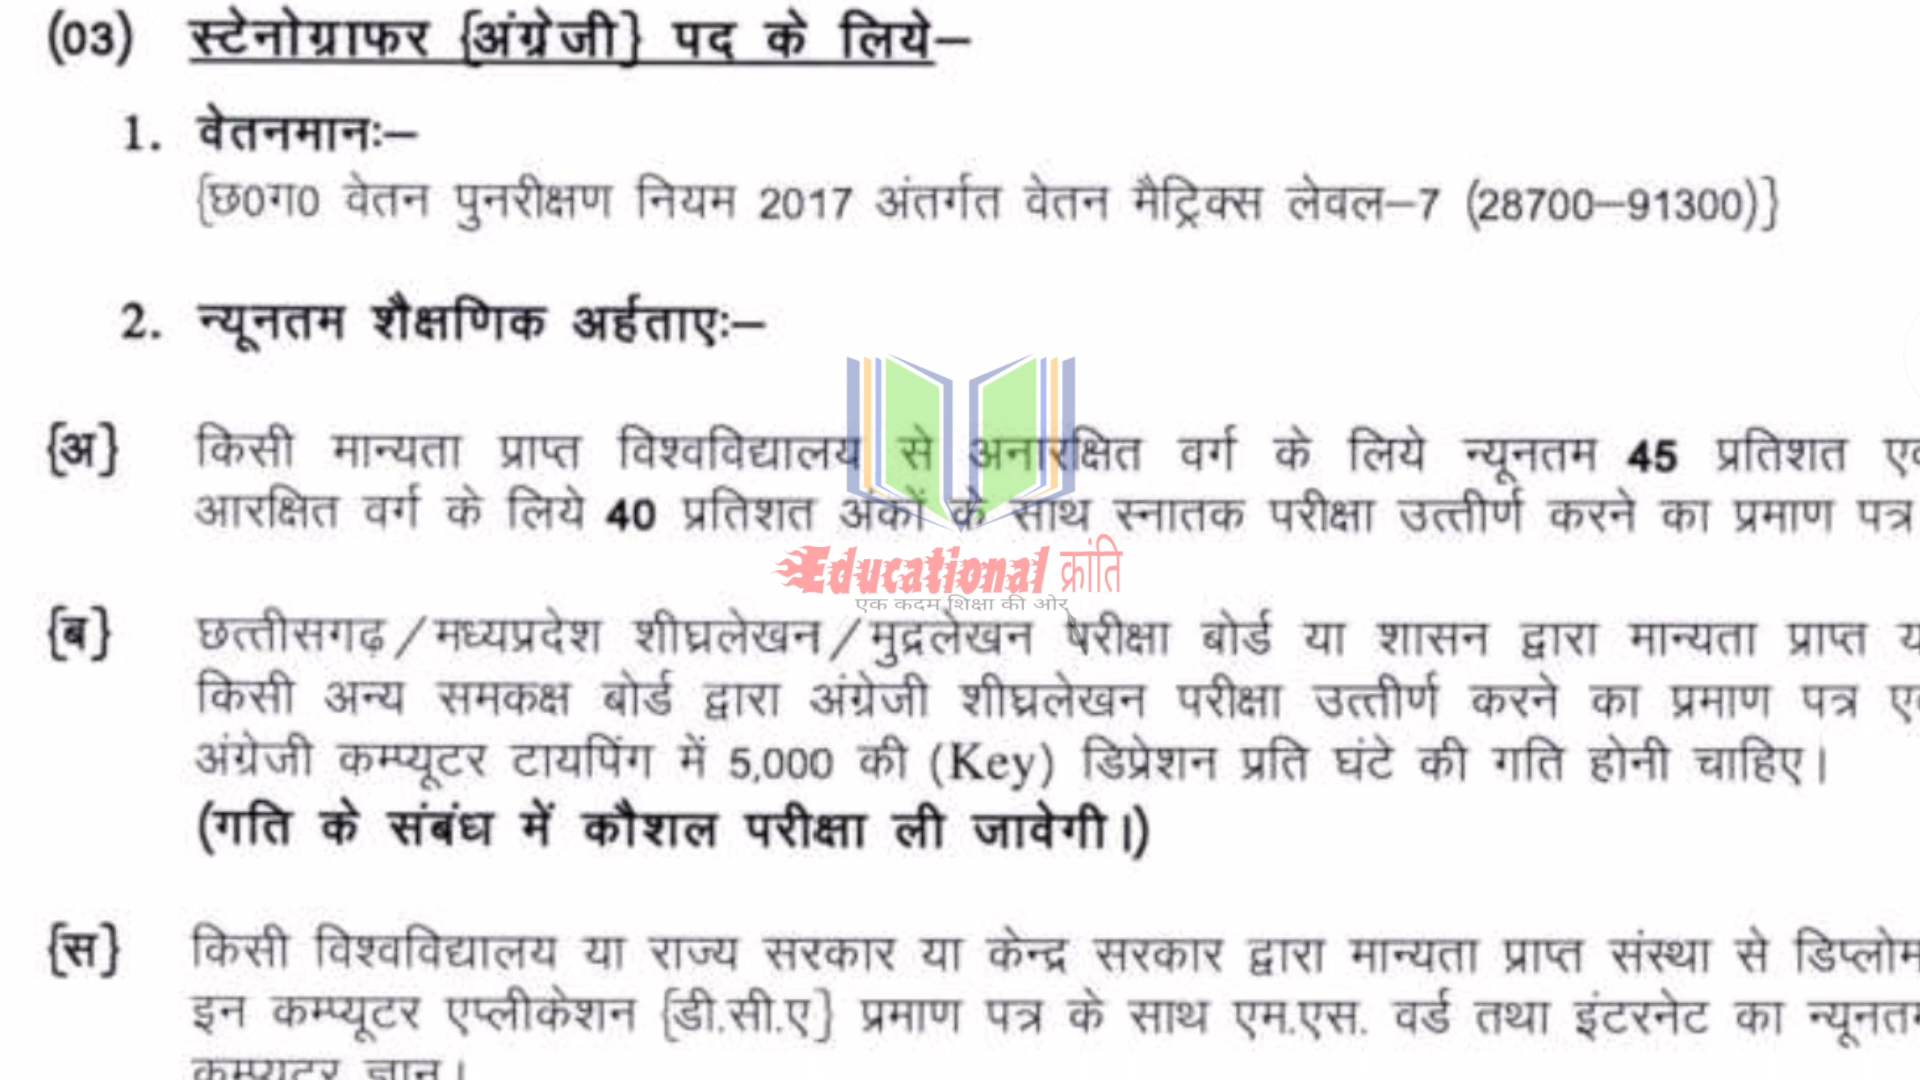 (03) स्टेनोग्राफर {अंग्रेजी} पद के लिये–
1. वेतनमानः–
{छ0ग0 वेतन पुनरीक्षण नियम 2017 अंतर्गत वेतन मैट्रिक्स लेवल–7 (28700–91300)}
2. न्यूनतम शैक्षणिक अर्हताएः–
{अ} किसी मान्यता प्राप्त विश्वविद्यालय से अनारक्षित वर्ग के लिये न्यूनतम 45 प्रतिशत
आरक्षित वर्ग के लिये 40 प्रतिशत अंकों के साथ स्नातक परीक्षा उत्तीर्ण करने का प्रमाण पत्र
Educational क्रांति
एक कदम शिक्षा की ओर
{ब} छत्तीसगढ़/मध्यप्रदेश शीघ्रलेखन/मुद्रलेखन परीक्षा बोर्ड या शासन द्वारा मान्यता प्राप्त
किसी अन्य समकक्ष बोर्ड द्वारा अंग्रेजी शीघ्रलेखन परीक्षा उत्तीर्ण करने का प्रमाण पत्र
अंग्रेजी कम्प्यूटर टायपिंग में 5,000 की (Key) डिप्रेशन प्रति घंटे की गति होनी चाहिए।
(गति के संबंध में कौशल परीक्षा ली जावेगी।)
{स} किसी विश्वविद्यालय या राज्य सरकार या केन्द्र सरकार द्वारा मान्यता प्राप्त संस्था से
इन कम्प्यूटर एप्लीकेशन {डी.सी.ए} प्रमाण पत्र के साथ एम.एस. वर्ड तथा इंटरनेट का
कम्प्यूटर ज्ञान।